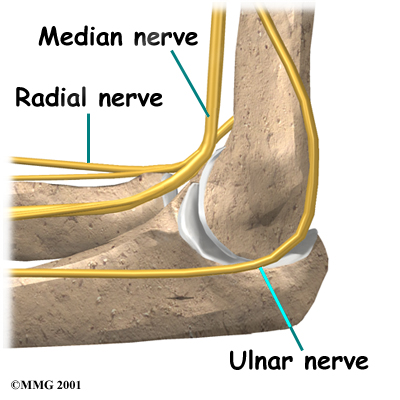 Median nerve
Radial nerve
Ulnar nerve
©MMG 2001